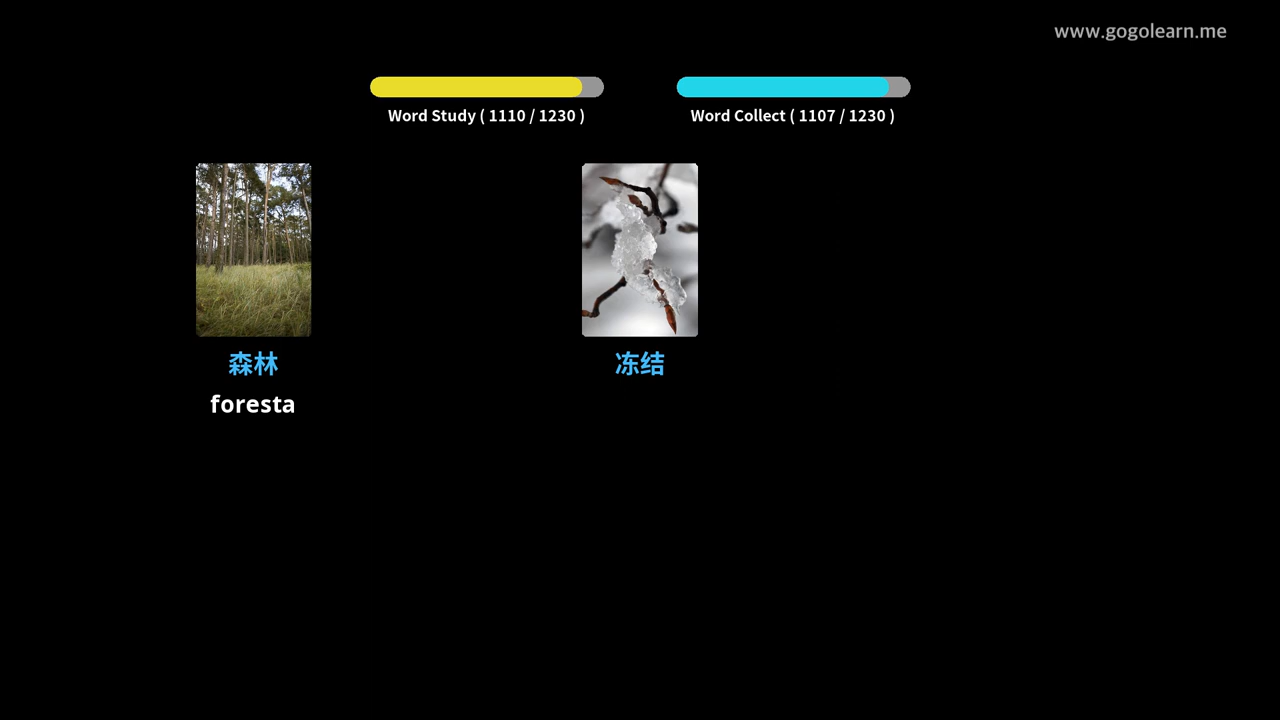 www.gogolearn.me
Word Study ( 1110 / 1230 )
Word Collect ( 1107 / 1230 )
森林
foresta
冻结